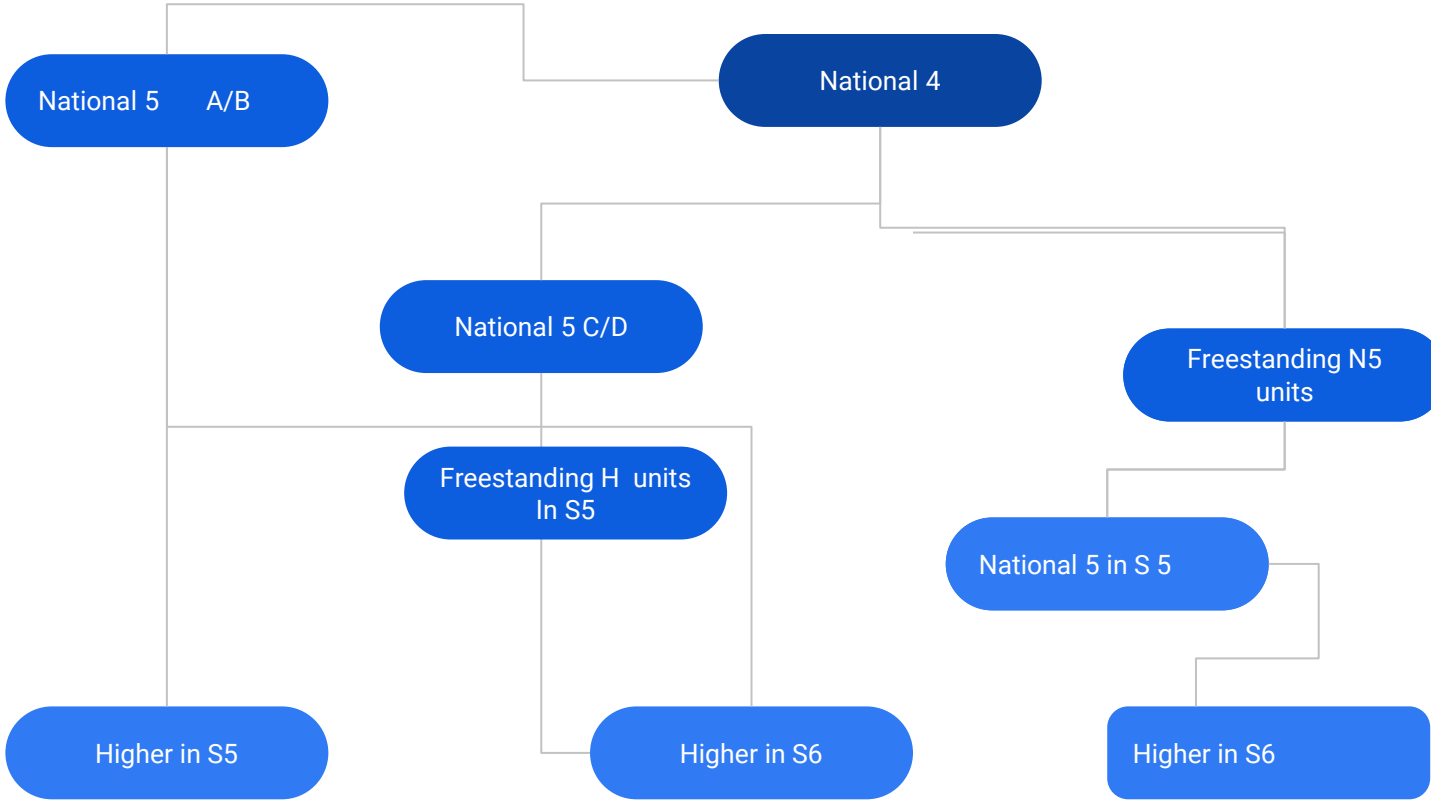 National 4
National 5 A/B
National 5 C/D
Freestanding N5
units
Freestanding H units
In S5
National 5 in S 5
Higher in S5
Higher in S6
Higher in S6